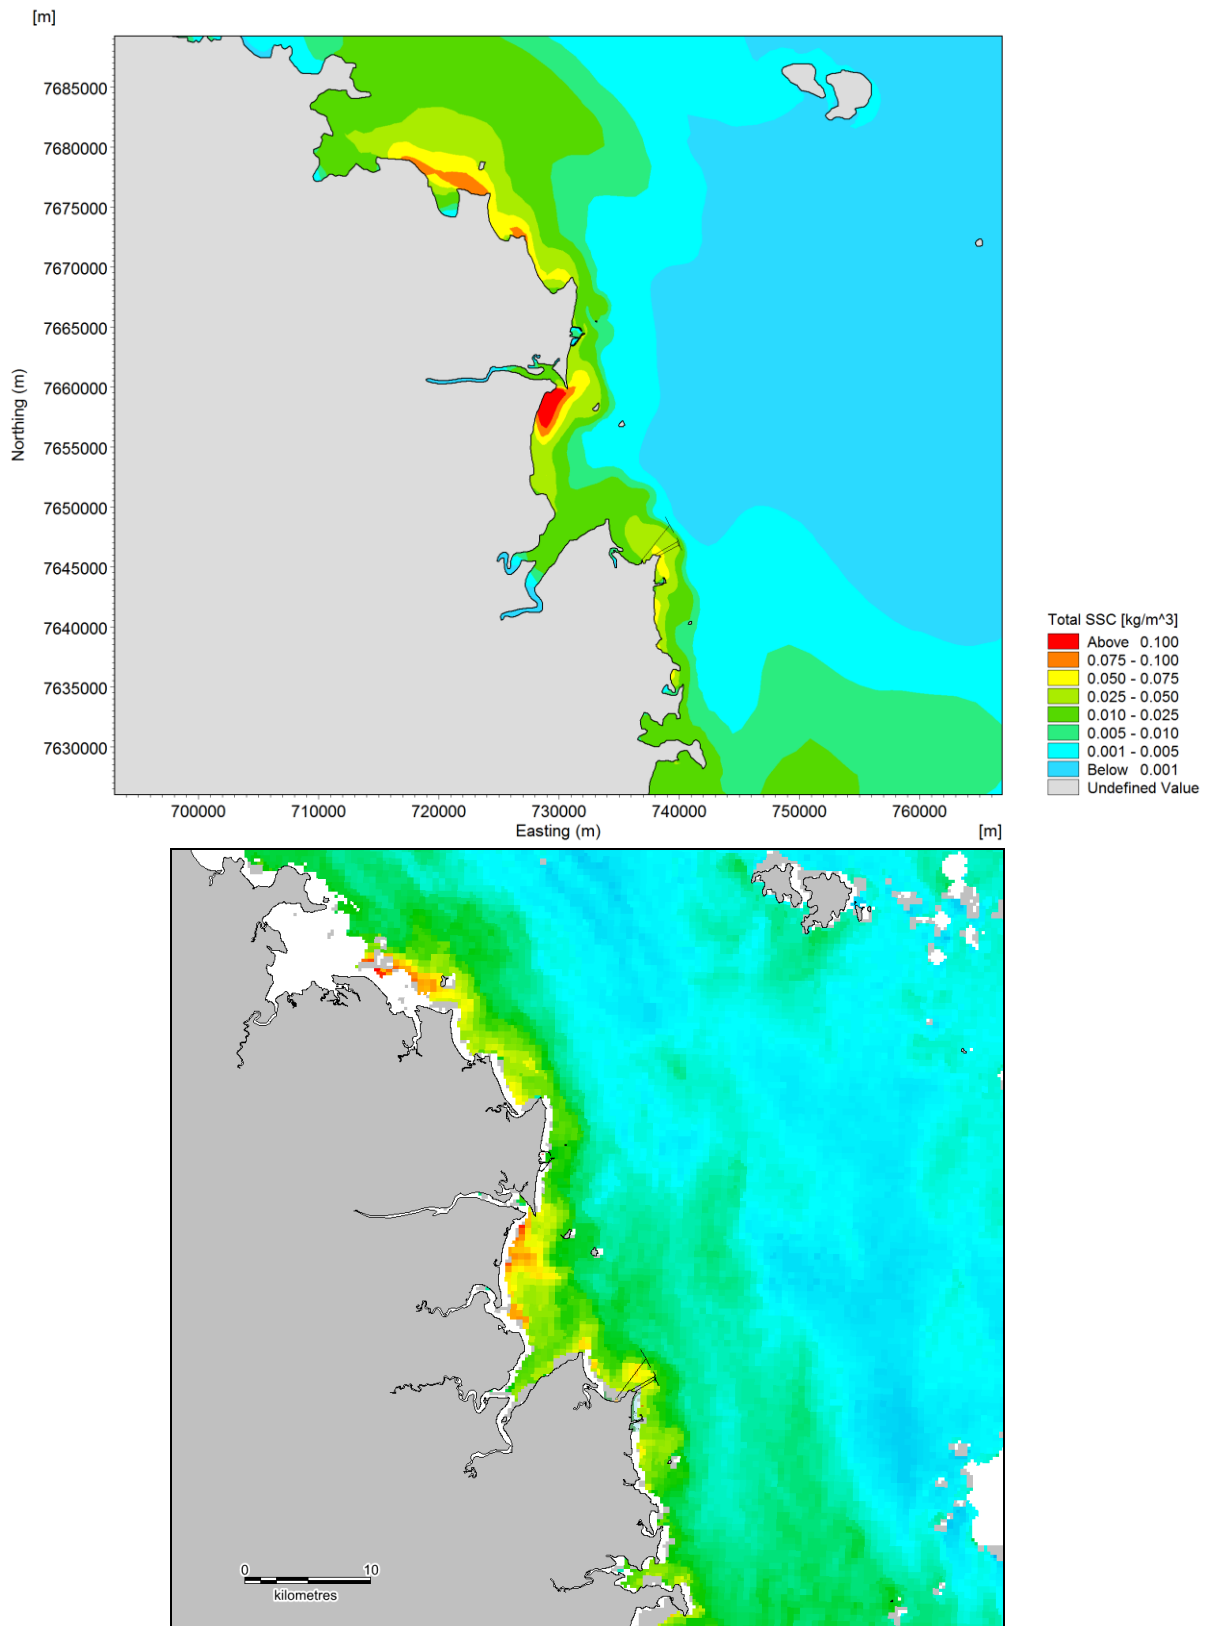 [m]
7685000
7680000
7675000
7670000
7665000
7660000
7655000
7650000
7645000
7640000
7635000
7630000
Northing (m)
700000 710000 720000 730000 740000 750000 760000
Easting (m) [m]
Total SSC [kg/m^3]
Above 0.100
0.075 - 0.100
0.050 - 0.075
0.025 - 0.050
0.010 - 0.025
0.005 - 0.010
0.001 - 0.005
Below 0.001
Undefined Value
0 10
kilometres